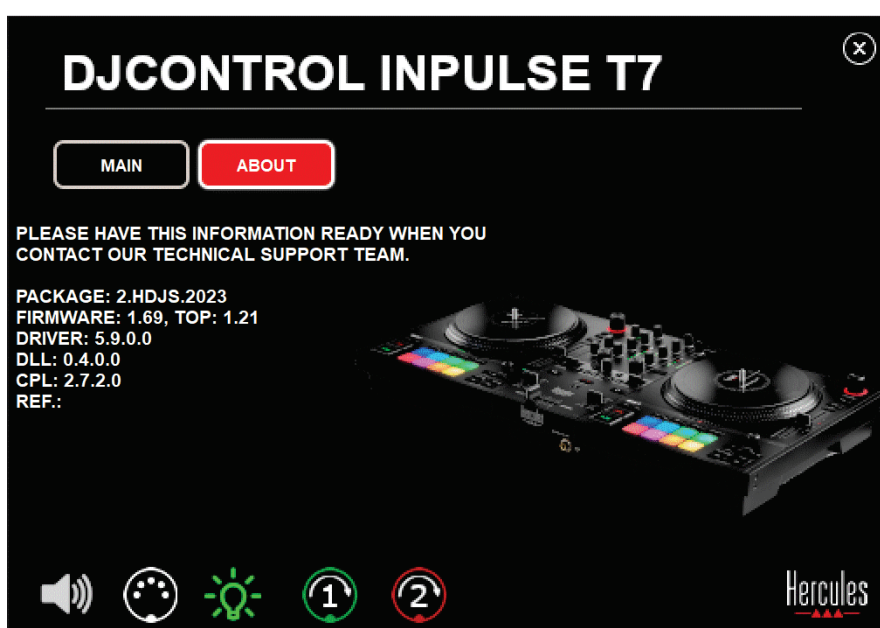 DJCONTROL INPULSE T7
MAIN
ABOUT
PLEASE HAVE THIS INFORMATION READY WHEN YOU
CONTACT OUR TECHNICAL SUPPORT TEAM.
PACKAGE: 2.HDJS.2023
FIRMWARE: 1.69, TOP: 1.21
DRIVER: 5.9.0.0
DLL: 0.4.0.0
CPL: 2.7.2.0
REF.:
1
2
Hercules